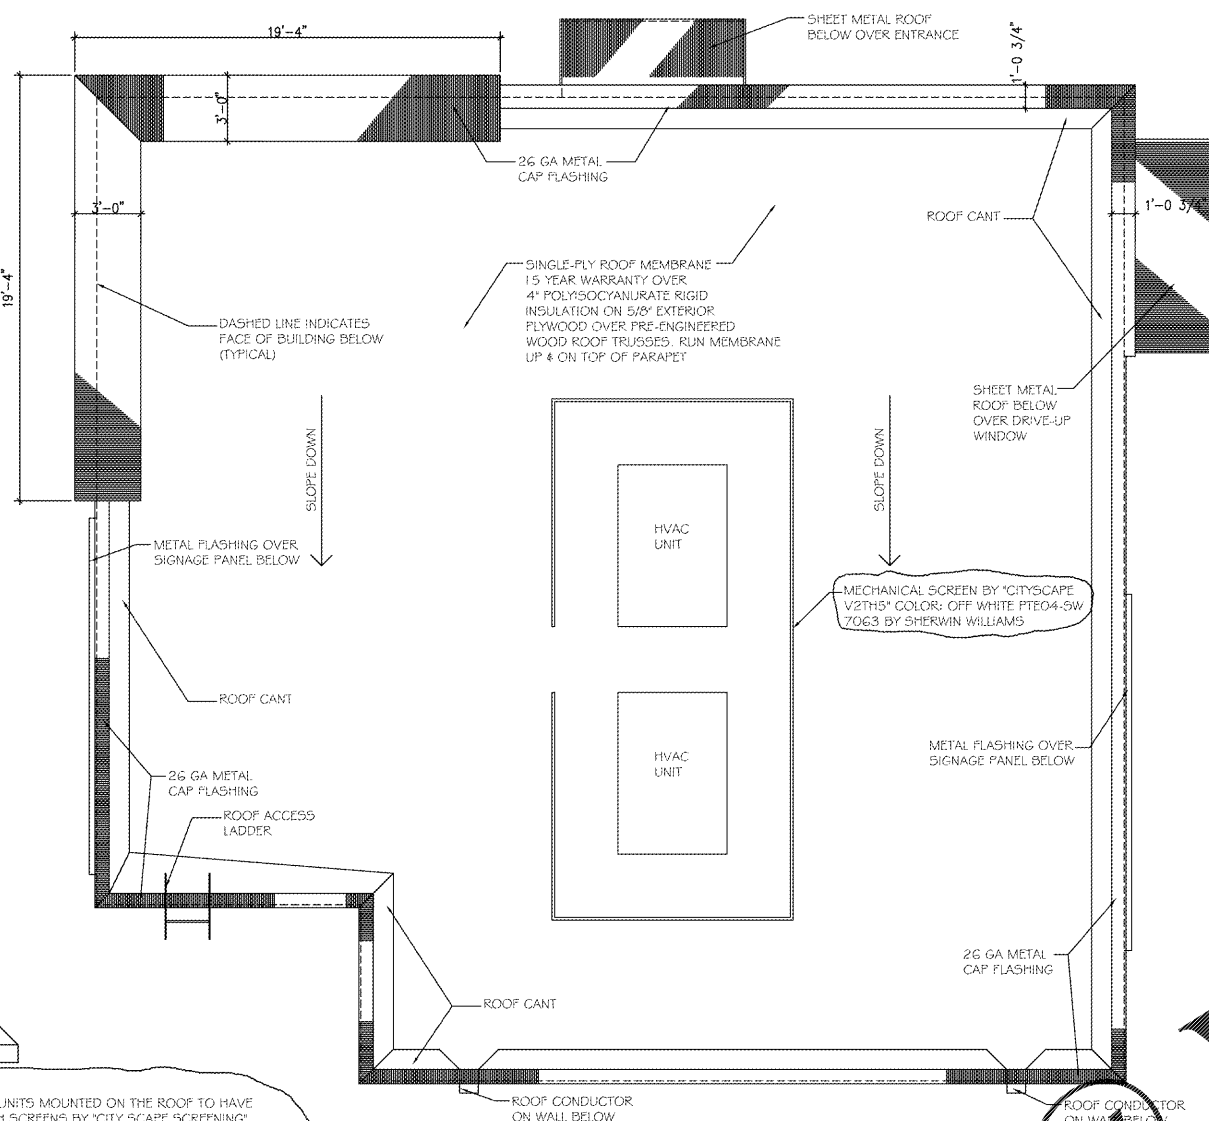 19'-4"
SHEET METAL ROOF
BELOW OVER ENTRANCE
1'-0 3/4"
3'-0"
26 GA METAL
CAP FLASHING
3'-0"
ROOF CANT
1'-0 3/4"
19'-4"
SINGLE-PLY ROOF MEMBRANE
15 YEAR WARRANTY OVER
4" POLYISOCYANURATE RIGID
INSULATION ON 5/8" EXTERIOR
PLYWOOD OVER PRE-ENGINEERED
WOOD ROOF TRUSSES. RUN MEMBRANE
UP & ON TOP OF PARAPET
DASHED LINE INDICATES
FACE OF BUILDING BELOW
(TYPICAL)
SHEET METAL
ROOF BELOW
OVER DRIVE-UP
WINDOW
SLOPE DOWN
SLOPE DOWN
HVAC
UNIT
METAL FLASHING OVER
SIGNAGE PANEL BELOW
MECHANICAL SCREEN BY "CITYSCAPE
V2TH5" COLOR: OFF WHITE PTE04-SW
7063 BY SHERWIN WILLIAMS
ROOF CANT
HVAC
UNIT
METAL FLASHING OVER
SIGNAGE PANEL BELOW
26 GA METAL
CAP FLASHING
ROOF ACCESS
LADDER
26 GA METAL
CAP FLASHING
ROOF CANT
UNITS MOUNTED ON THE ROOF TO HAVE
SCREENS BY "CITY SCAPE SCREENING"
ROOF CONDUCTOR
ON WALL BELOW
ROOF CONDUCTOR
ON WALL BELOW